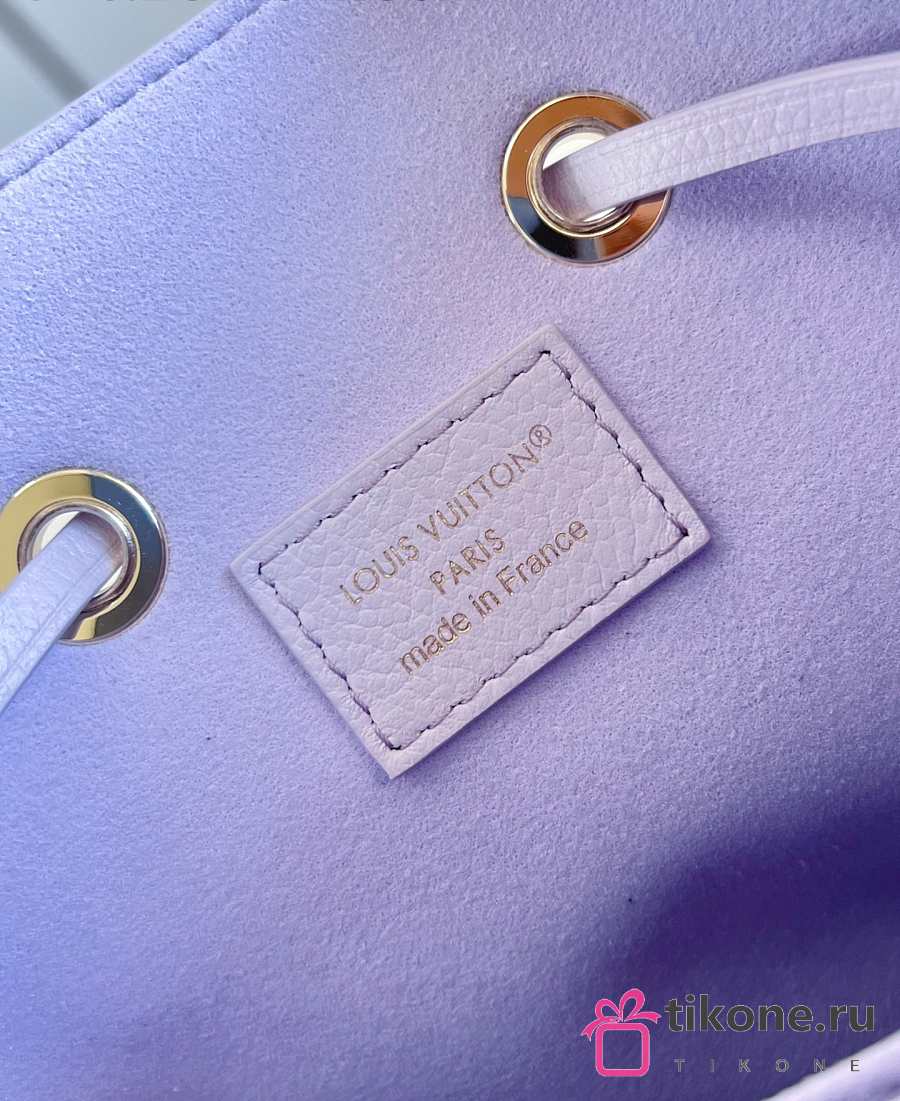 LOUIS VUITTON®
PARIS
made in France
tikone.ru
TIKONE